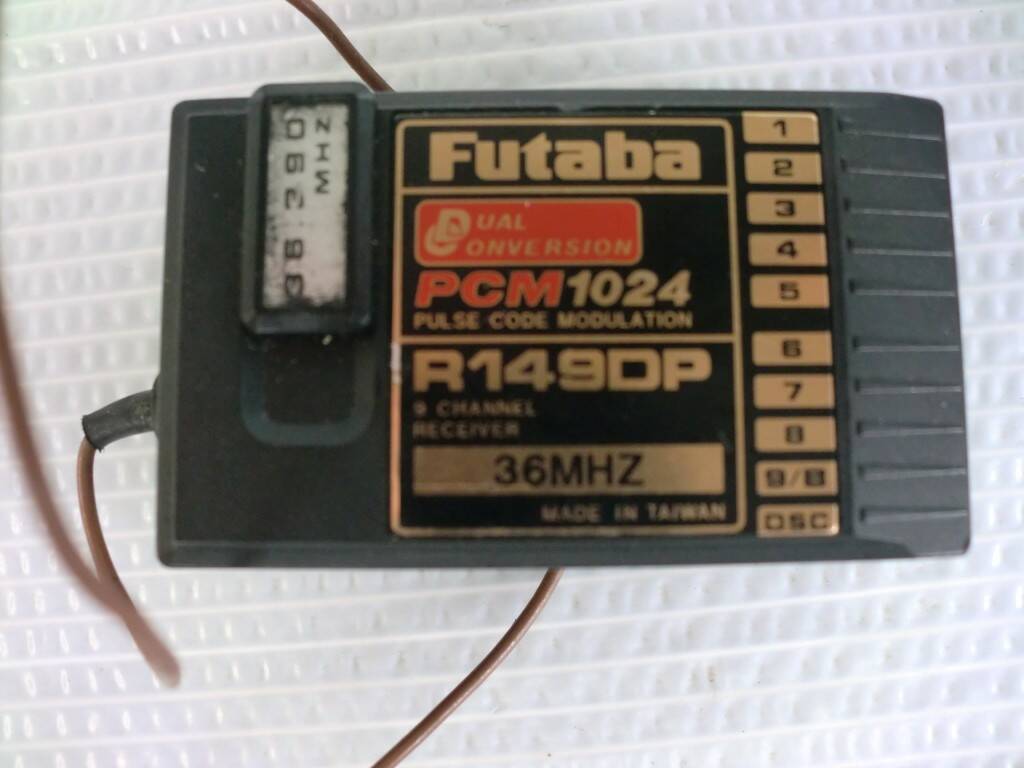 36.290
MHZ
Futaba
DUAL
CONVERSION
PCM1024
PULSE CODE MODULATION
R149DP
9 CHANNEL
RECEIVER
36MHZ
MADE IN TAIWAN
1
2
3
4
5
6
7
8
9/B
DSC